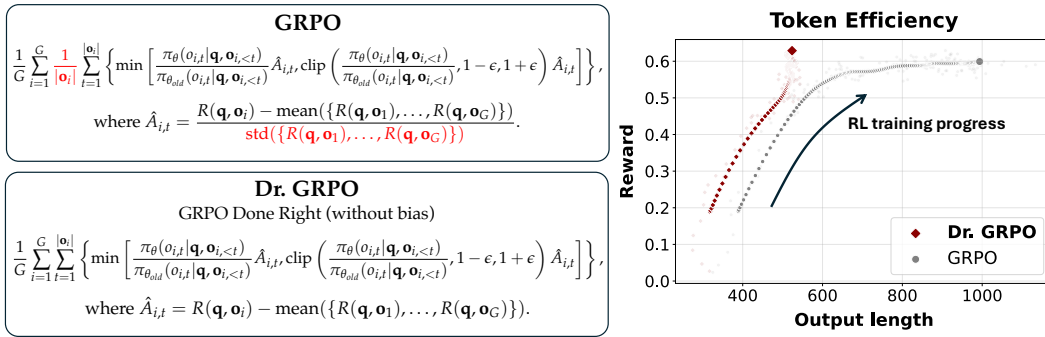 GRPO
$\frac{1}{G} \sum_{i=1}^{G} \frac{1}{|\mathbf{o}_i|} \sum_{t=1}^{|\mathbf{o}_i|} \left\{ \min \left[ \frac{\pi_\theta(o_{i,t}|\mathbf{q},\mathbf{o}_{i,<t})}{\pi_{\theta_{old}}(o_{i,t}|\mathbf{q},\mathbf{o}_{i,<t})} \hat{A}_{i,t}, \text{clip} \left( \frac{\pi_\theta(o_{i,t}|\mathbf{q},\mathbf{o}_{i,<t})}{\pi_{\theta_{old}}(o_{i,t}|\mathbf{q},\mathbf{o}_{i,<t})}, 1-\epsilon, 1+\epsilon \right) \hat{A}_{i,t} \right] \right\},$
where $\hat{A}_{i,t} = \frac{R(\mathbf{q},\mathbf{o}_i) - \text{mean}(\{R(\mathbf{q},\mathbf{o}_1),\ldots,R(\mathbf{q},\mathbf{o}_G)\})}{\text{std}(\{R(\mathbf{q},\mathbf{o}_1),\ldots,R(\mathbf{q},\mathbf{o}_G)\})}.$
Dr. GRPO
GRPO Done Right (without bias)
$\frac{1}{G} \sum_{i=1}^{G} \sum_{t=1}^{|\mathbf{o}_i|} \left\{ \min \left[ \frac{\pi_\theta(o_{i,t}|\mathbf{q},\mathbf{o}_{i,<t})}{\pi_{\theta_{old}}(o_{i,t}|\mathbf{q},\mathbf{o}_{i,<t})} \hat{A}_{i,t}, \text{clip} \left( \frac{\pi_\theta(o_{i,t}|\mathbf{q},\mathbf{o}_{i,<t})}{\pi_{\theta_{old}}(o_{i,t}|\mathbf{q},\mathbf{o}_{i,<t})}, 1-\epsilon, 1+\epsilon \right) \hat{A}_{i,t} \right] \right\},$
where $\hat{A}_{i,t} = R(\mathbf{q},\mathbf{o}_i) - \text{mean}(\{R(\mathbf{q},\mathbf{o}_1),\ldots,R(\mathbf{q},\mathbf{o}_G)\}).$
Token Efficiency
Reward
0.6
0.5
0.4
0.3
0.2
0.1
0.0
RL training progress
Dr. GRPO
GRPO
400 600 800 1000
Output length